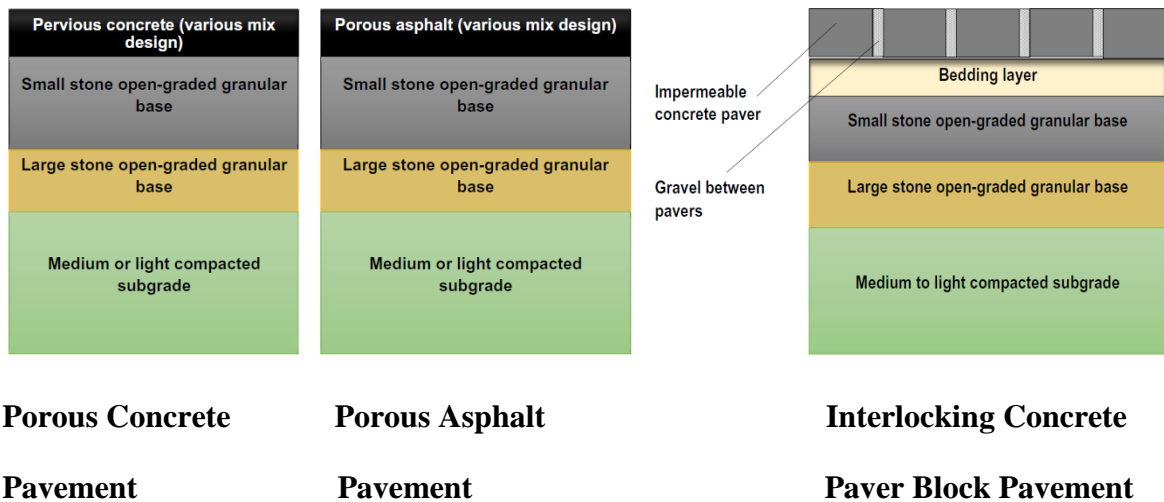 Pervious concrete (various mix
design)
Small stone open-graded granular
base
Large stone open-graded granular
base
Medium or light compacted
subgrade
Porous asphalt (various mix design)
Small stone open-graded granular
base
Large stone open-graded granular
base
Medium or light compacted
subgrade
Impermeable
concrete paver
Gravel between
pavers
Bedding layer
Small stone open-graded granular base
Large stone open-graded granular base
Medium to light compacted subgrade
Porous Concrete
Pavement
Porous Asphalt
Pavement
Interlocking Concrete
Paver Block Pavement